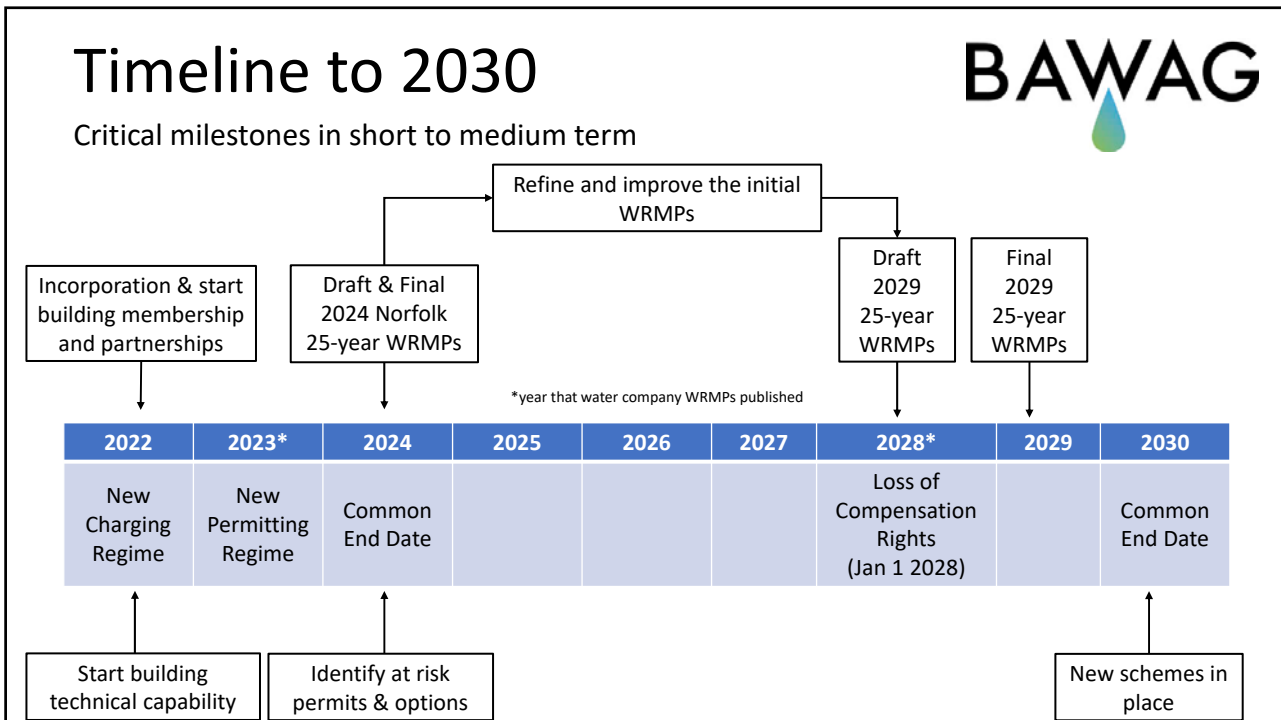 Timeline to 2030
BAWAG
Critical milestones in short to medium term
Refine and improve the initial
WRMPs
Incorporation & start
building membership
and partnerships
Draft & Final
2024 Norfolk
25-year WRMPs
Draft
2029
25-year
WRMPs
Final
2029
25-year
WRMPs
*year that water company WRMPs published
2022 2023* 2024 2025 2026 2027 2028* 2029 2030
New
Charging
Regime
New
Permitting
Regime
Common
End Date
Loss of
Compensation
Rights
(Jan 1 2028)
Common
End Date
Start building
technical capability
Identify at risk
permits & options
New schemes in
place